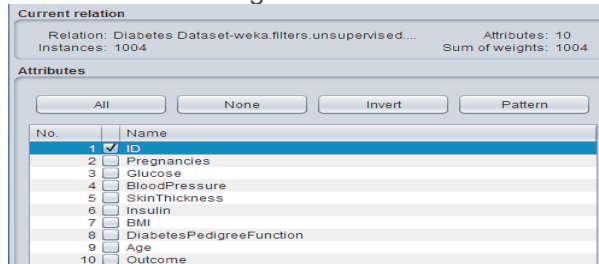 Current relation
Relation: Diabetes Dataset-weka.filters.unsupervised.... Attributes: 10
Instances: 1004 Sum of weights: 1004
Attributes
All None Invert Pattern
No. Name
1 ID
2 Pregnancies
3 Glucose
4 BloodPressure
5 SkinThickness
6 Insulin
7 BMI
8 DiabetesPedigreeFunction
9 Age
10 Outcome